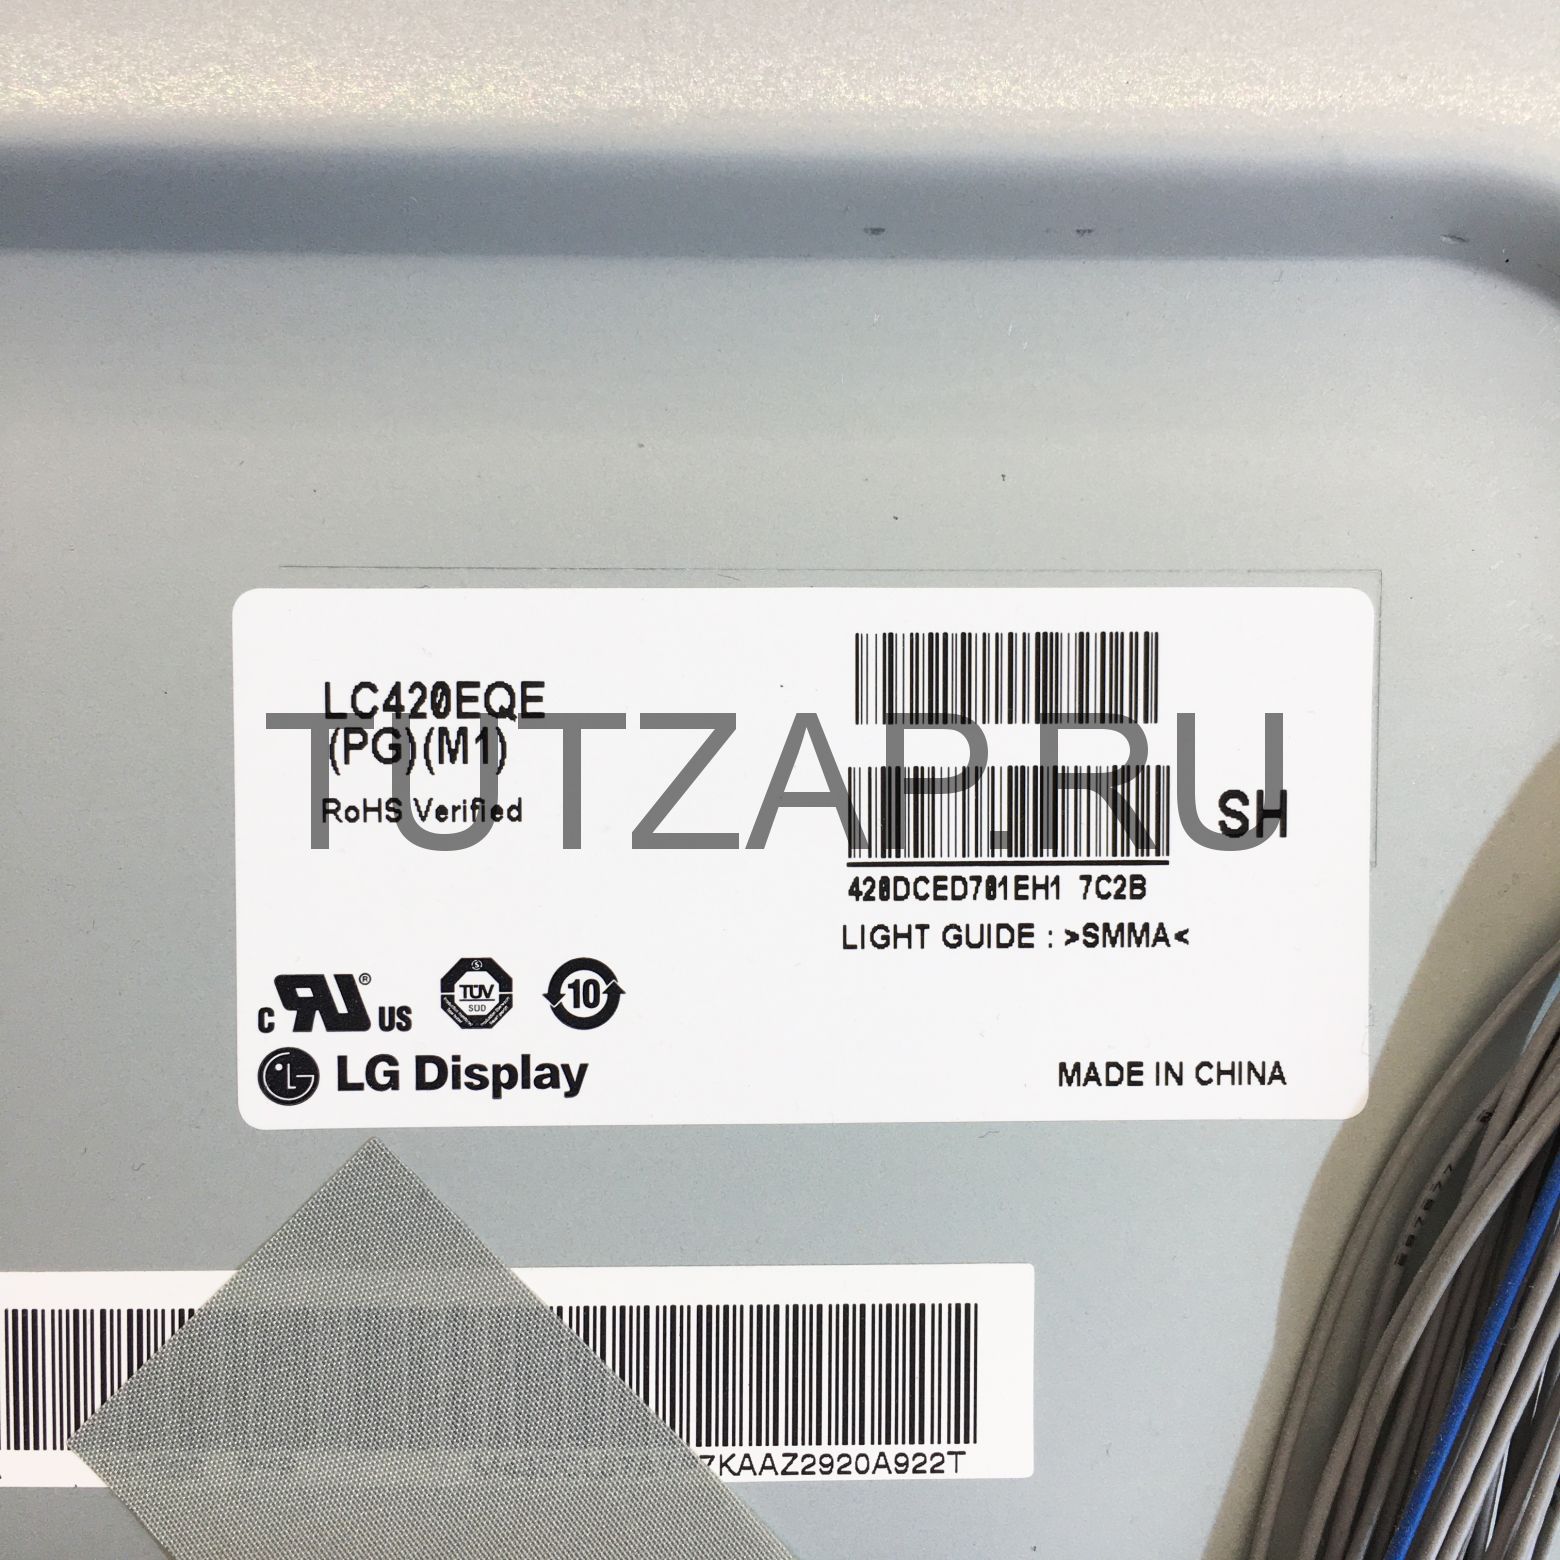 LC420EQE
(PG)(M1)
RoHS Verified
TUTZAP.RU
SH
420DCED701EH1 7C2B
LIGHT GUIDE : >SMMA<
C UR ® US
TÜV
SÜD
10
LG Display
MADE IN CHINA
7KAAZ2920A922T